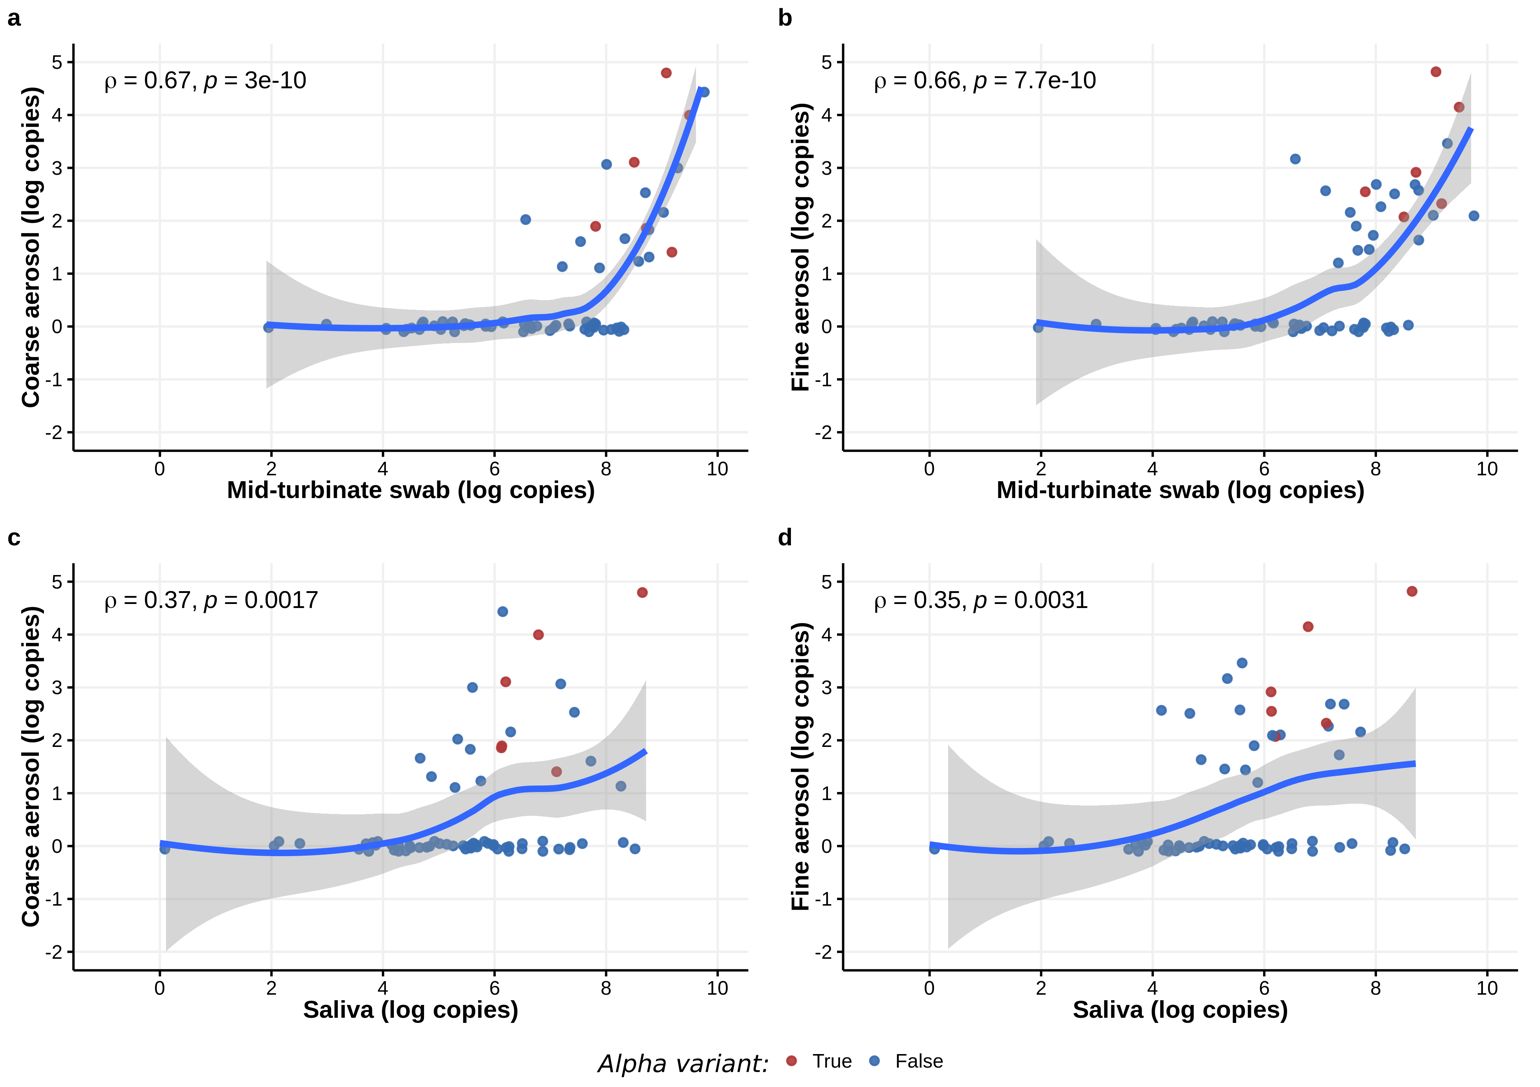 a
ρ = 0.67, p = 3e-10
Coarse aerosol (log copies)
5
4
3
2
1
0
-1
-2
0 2 4 6 8 10
Mid-turbinate swab (log copies)
b
ρ = 0.66, p = 7.7e-10
Fine aerosol (log copies)
5
4
3
2
1
0
-1
-2
0 2 4 6 8 10
Mid-turbinate swab (log copies)
c
ρ = 0.37, p = 0.0017
Coarse aerosol (log copies)
5
4
3
2
1
0
-1
-2
0 2 4 6 8 10
Saliva (log copies)
d
ρ = 0.35, p = 0.0031
Fine aerosol (log copies)
5
4
3
2
1
0
-1
-2
0 2 4 6 8 10
Saliva (log copies)
Alpha variant: True False